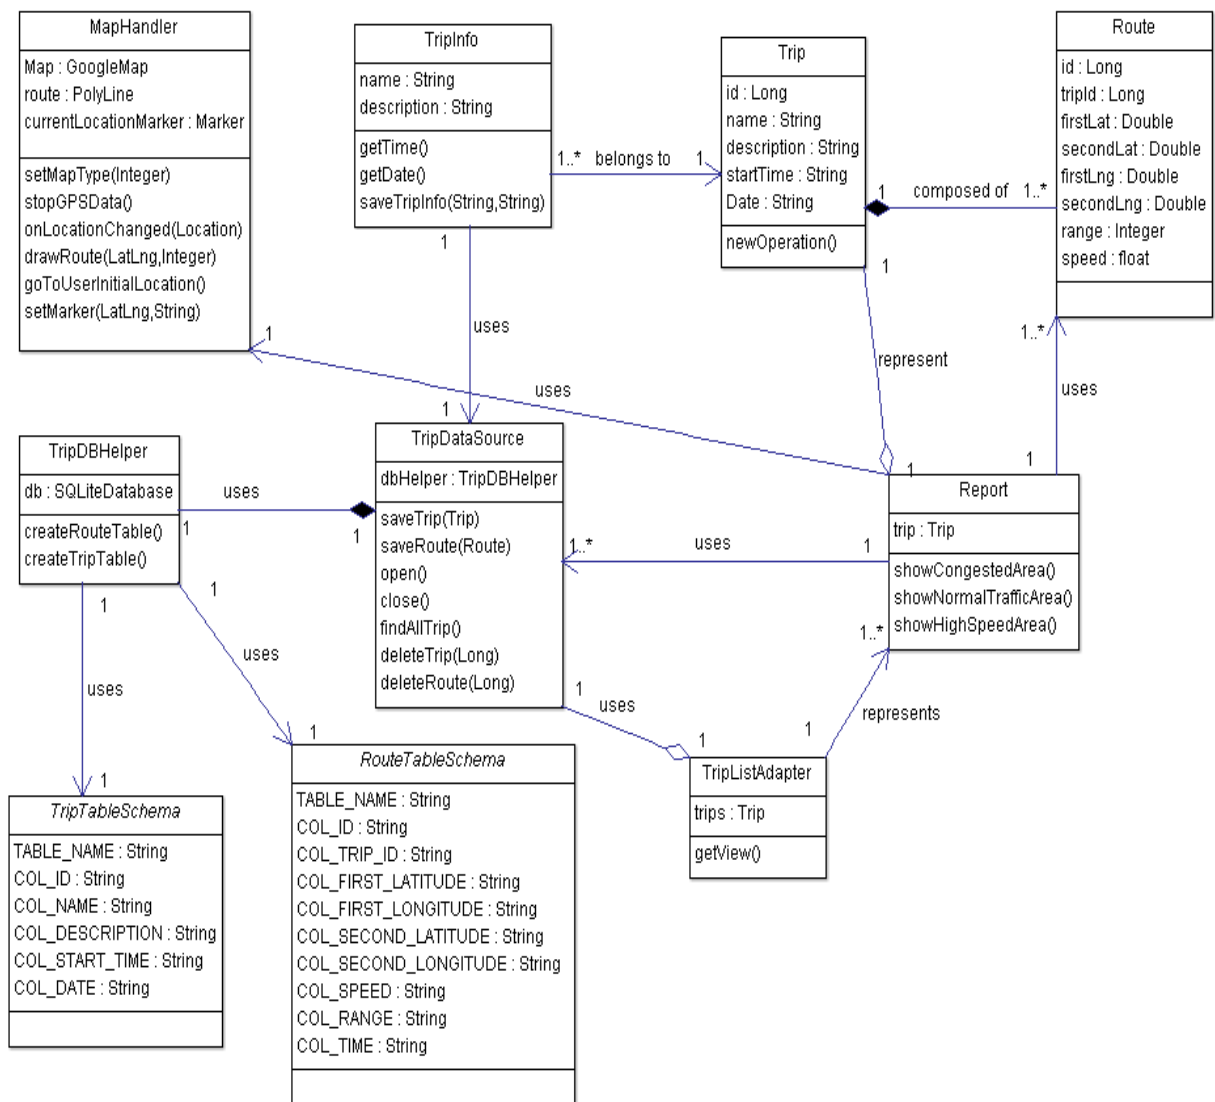 MapHandler
Map : GoogleMap
route : PolyLine
currentLocationMarker : Marker
setMapType(Integer)
stopGPSData()
onLocationChanged(Location)
drawRoute(LatLng,Integer)
goToUserInitialLocation()
setMarker(LatLng,String)
TripInfo
name : String
description : String
getTime()
getDate()
saveTripInfo(String,String)
1..* belongs to 1
Trip
id : Long
name : String
description : String
startTime : String
Date : String
newOperation()
1 composed of 1..*
Route
id : Long
tripId : Long
firstLat : Double
secondLat : Double
firstLng : Double
secondLng : Double
range : Integer
speed : float
1
uses
1
1
uses
1
1
represent
1..*
uses
1
TripDBHelper
db : SQLiteDatabase
createRouteTable()
createTripTable()
uses
1
1
TripDataSource
dbHelper : TripDBHelper
saveTrip(Trip)
saveRoute(Route)
open()
close()
findAllTrip()
deleteTrip(Long)
deleteRoute(Long)
1..*
uses
1
Report
trip : Trip
showCongestedArea()
showNormalTrafficArea()
showHighSpeedArea()
1
uses
1
1
uses
1
1
uses
1
1..*
represents
1
TripTableSchema
TABLE_NAME : String
COL_ID : String
COL_NAME : String
COL_DESCRIPTION : String
COL_START_TIME : String
COL_DATE : String
RouteTableSchema
TABLE_NAME : String
COL_ID : String
COL_TRIP_ID : String
COL_FIRST_LATITUDE : String
COL_FIRST_LONGITUDE : String
COL_SECOND_LATITUDE : String
COL_SECOND_LONGITUDE : String
COL_SPEED : String
COL_RANGE : String
COL_TIME : String
TripListAdapter
trips : Trip
getView()